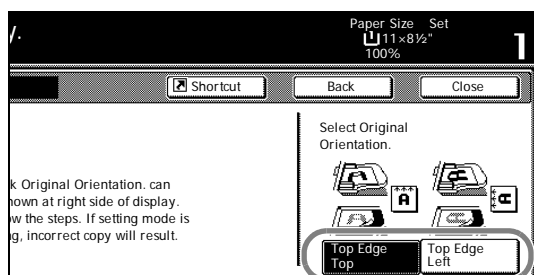 y.
Paper Size Set
11×8½"
100%
1
Shortcut
Back
Close
k Original Orientation. can
hown at right side of display.
ow the steps. If setting mode is
g, incorrect copy will result.
Select Original
Orientation.
A
A
Top Edge
Top
Top Edge
Left